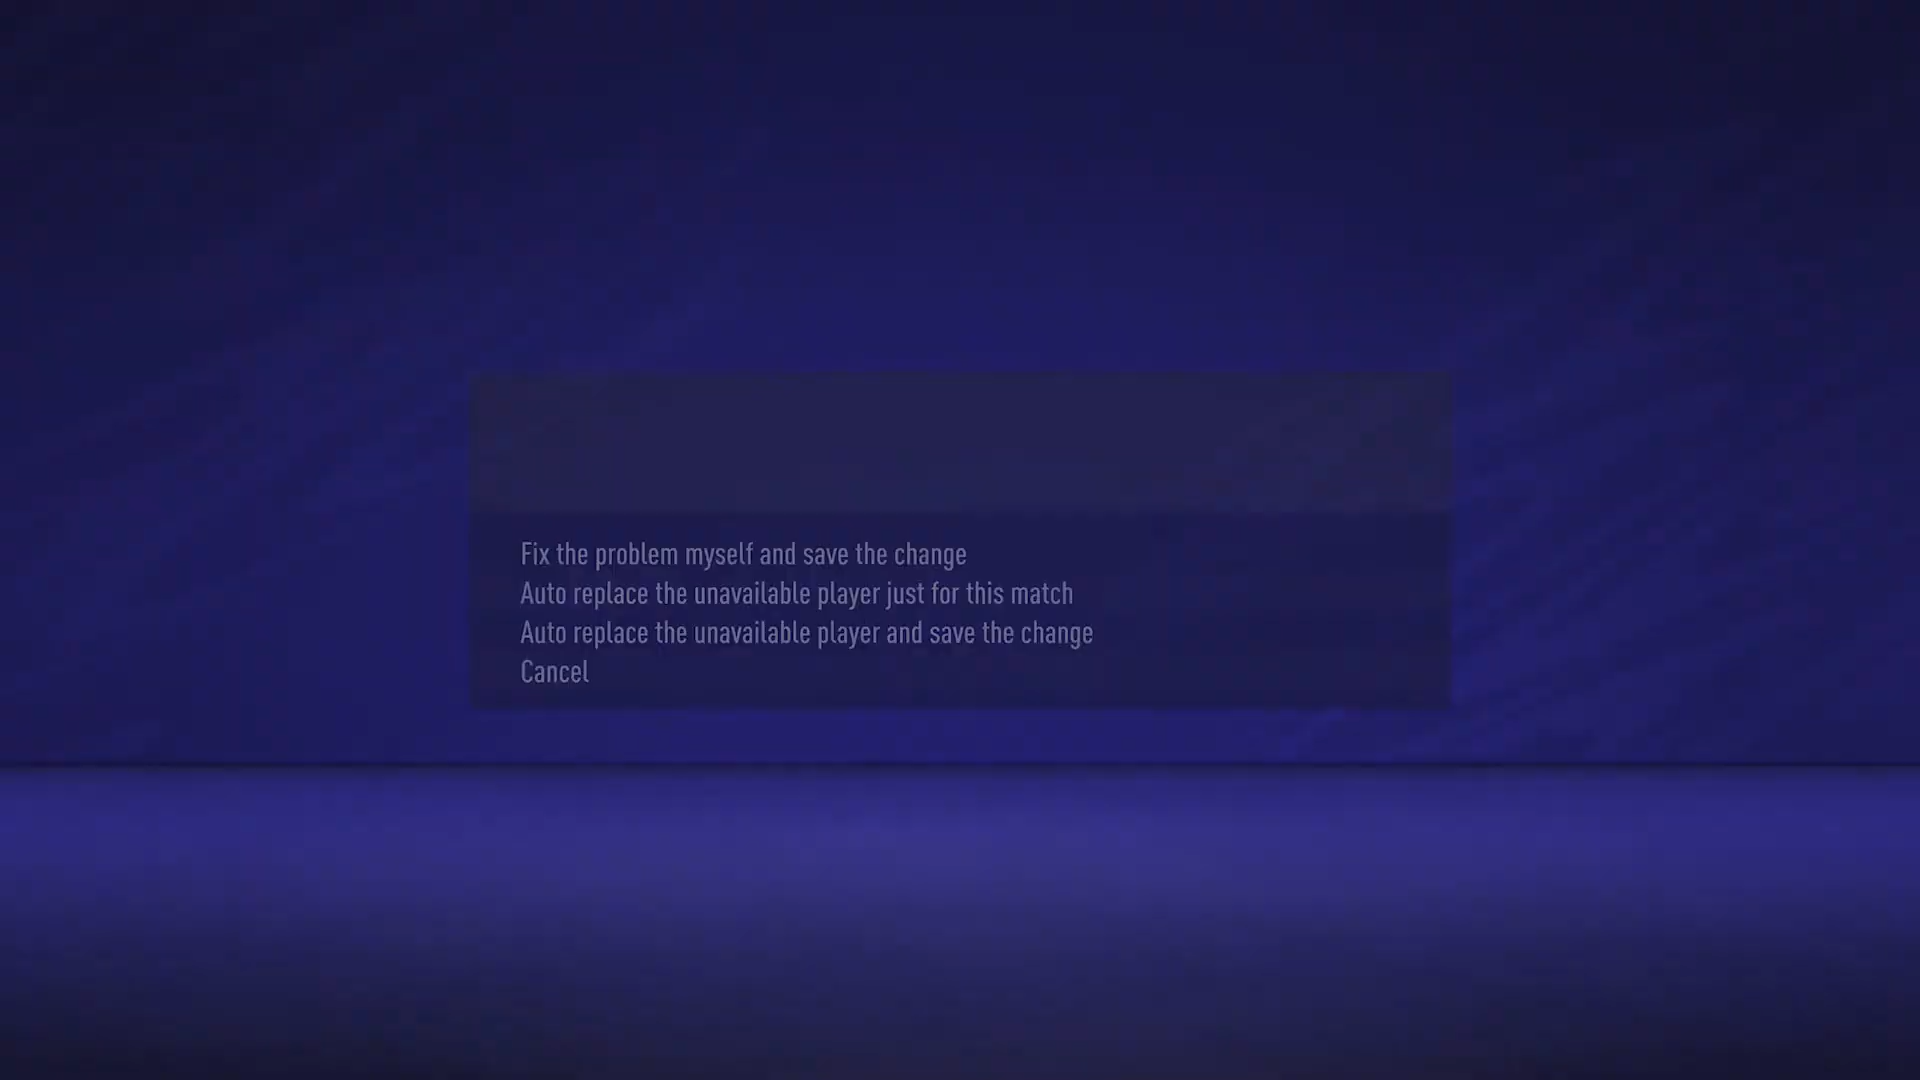 Fix the problem myself and save the change
Auto replace the unavailable player just for this match
Auto replace the unavailable player and save the change
Cancel